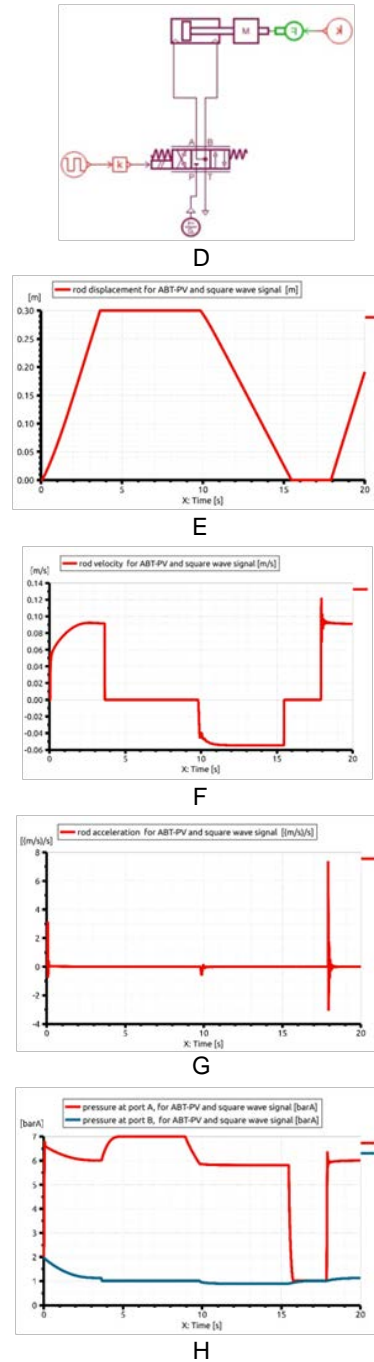 M
F
k
A B
k
P T
D
rod displacement for ABT-PV and square wave signal [m]
[m]
0.30
0.25
0.20
0.15
0.10
0.05
0.00
0 5 10 15 20
X: Time [s]
E
rod velocity for ABT-PV and square wave signal [m/s]
[m/s]
0.14
0.12
0.10
0.08
0.06
0.04
0.02
0.00
-0.02
-0.04
-0.06
0 5 10 15 20
X: Time [s]
F
rod acceleration for ABT-PV and square wave signal [(m/s)/s]
[(m/s)/s]
8
6
4
2
0
-2
-4
0 5 10 15 20
X: Time [s]
G
pressure at port A, for ABT-PV and square wave signal [barA]
pressure at port B, for ABT-PV and square wave signal [barA]
[barA]
7
6
5
4
3
2
1
0
0 5 10 15 20
X: Time [s]
H